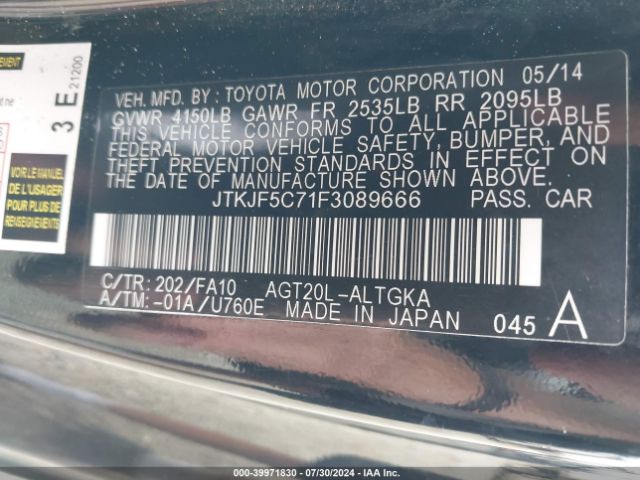 EMENT
3 E 21200
VOIR LE MANUEL
DE L'USAGER
POUR PLUS DE
RENSEIGNEMENTS
VEH. MFD. BY : TOYOTA MOTOR CORPORATION 05/14
GVWR 4150LB GAWR FR 2535LB RR 2095LB
THIS VEHICLE CONFORMS TO ALL APPLICABLE
FEDERAL MOTOR VEHICLE SAFETY, BUMPER, AND
THEFT PREVENTION STANDARDS IN EFFECT ON
THE DATE OF MANUFACTURE SHOWN ABOVE.
JTKJF5C71F3089666 PASS. CAR
C/TR: 202/FA10 AGT20L-ALTGKA
A/TM: -01A/U760E MADE IN JAPAN 045 A
000-39971830 - 07/30/2024 - IAA Inc.